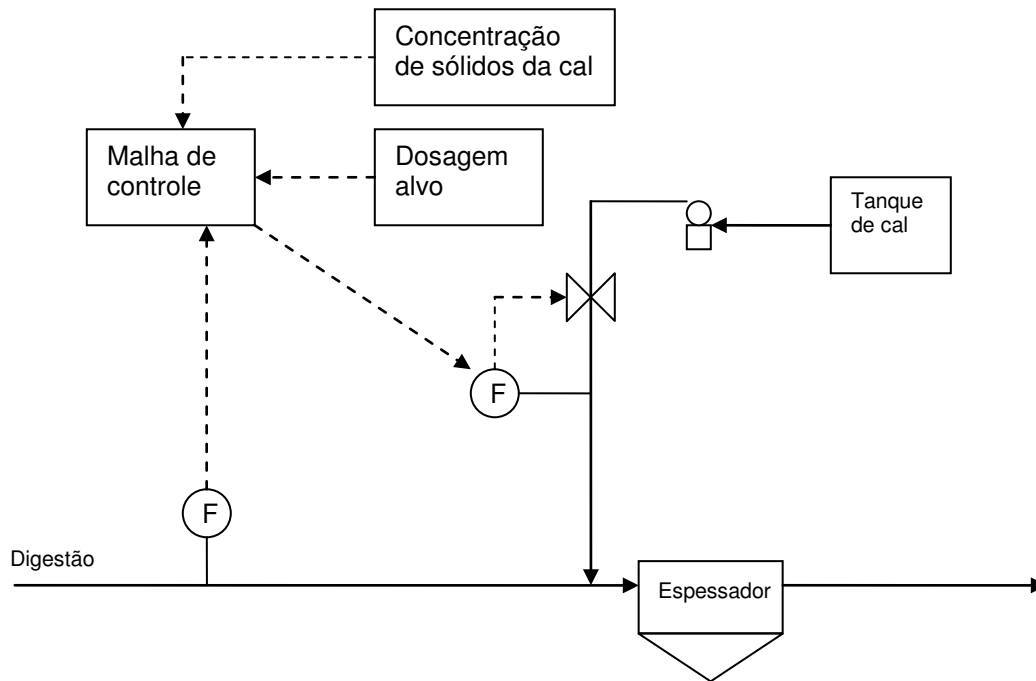 Concentração
de sólidos da cal
Malha de
controle
Dosagem
alvo
Tanque
de cal
F
F
Digestão
Espessador